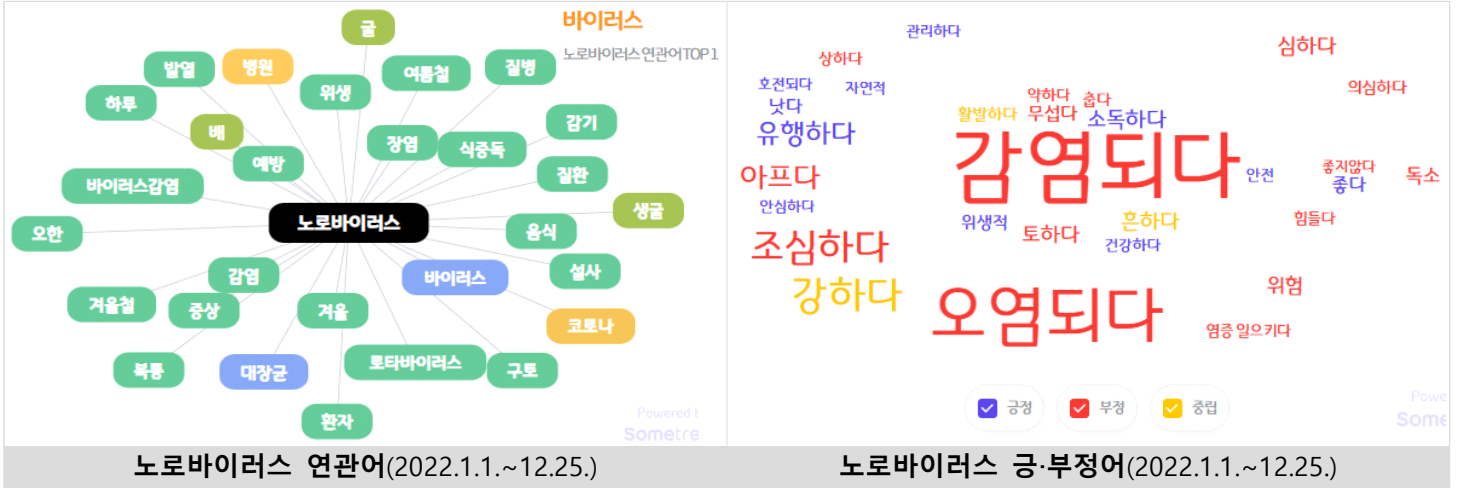 바이러스
노로바이러스 연관어 TOP 1
굴
발열
병원
여름철
질병
하루
위생
배
감기
장염
식중독
예방
바이러스감염
질환
생굴
노로바이러스
오한
음식
감염
바이러스
설사
겨울철
증상
겨울
코로나
복통
대장균
로타바이러스
구토
환자
Powered b
Sometre
관리하다
상하다
심하다
호전되다
자연적
의심하다
낫다
활발하다
약하다
춥다
무섭다
소독하다
유행하다
감염되다
아프다
안전
좋지않다
좋다
독소
안심하다
위생적
토하다
흔하다
건강하다
힘들다
조심하다
강하다
오염되다
위험
염증 일으키다
긍정
부정
중립
Powe
Some
노로바이러스 연관어(2022.1.1.~12.25.)
노로바이러스 긍·부정어(2022.1.1.~12.25.)